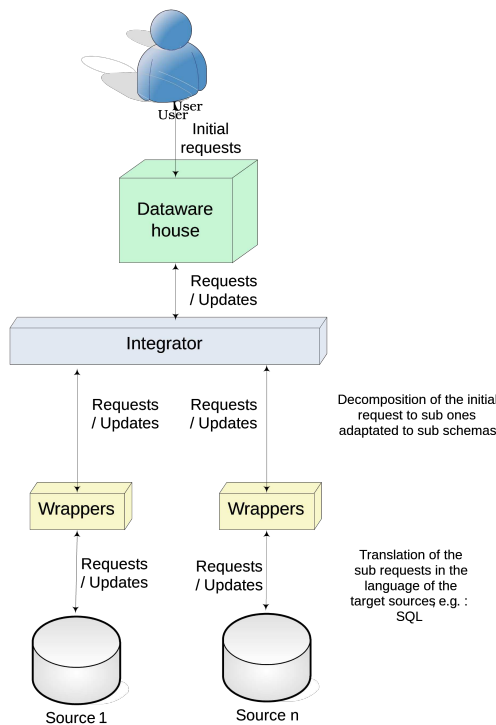 User
User
Initial
requests
Dataware
house
Requests
/ Updates
Integrator
Requests
/ Updates
Requests
/ Updates
Decomposition of the initial
request to sub ones
adaptated to sub schemas
Wrappers
Wrappers
Requests
/ Updates
Requests
/ Updates
Translation of the
sub requests in the
language of the
target sources e.g. :
SQL
Source 1
Source n